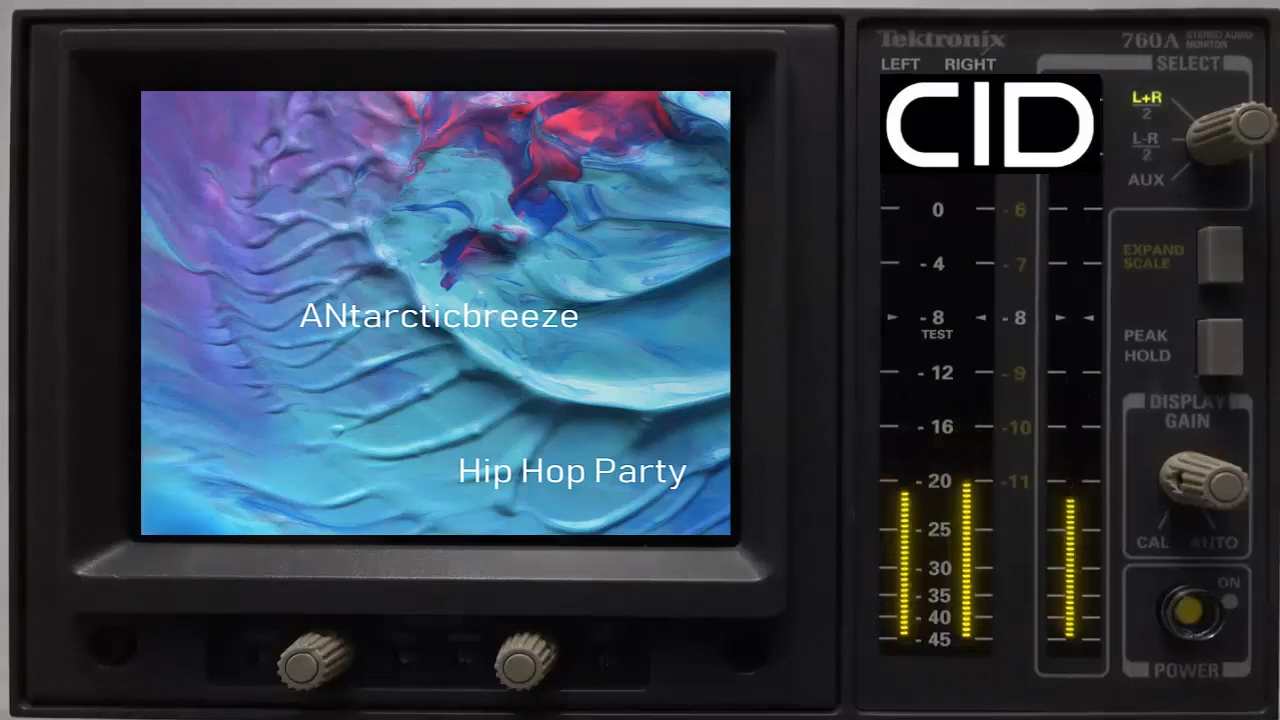 Tektronix
760A STEREO AUDIO MONITOR
LEFT RIGHT
SELECT
CID
L+R
2
L-R
2
AUX
0 -6
-4 -7
-8 -8
TEST
-12 -9
-16 -10
-20 -11
-25
-30
-35
-40
-45
EXPAND
SCALE
PEAK
HOLD
DISPLAY
GAIN
CAL AUTO
ON
POWER
ANtarcticbreeze
Hip Hop Party